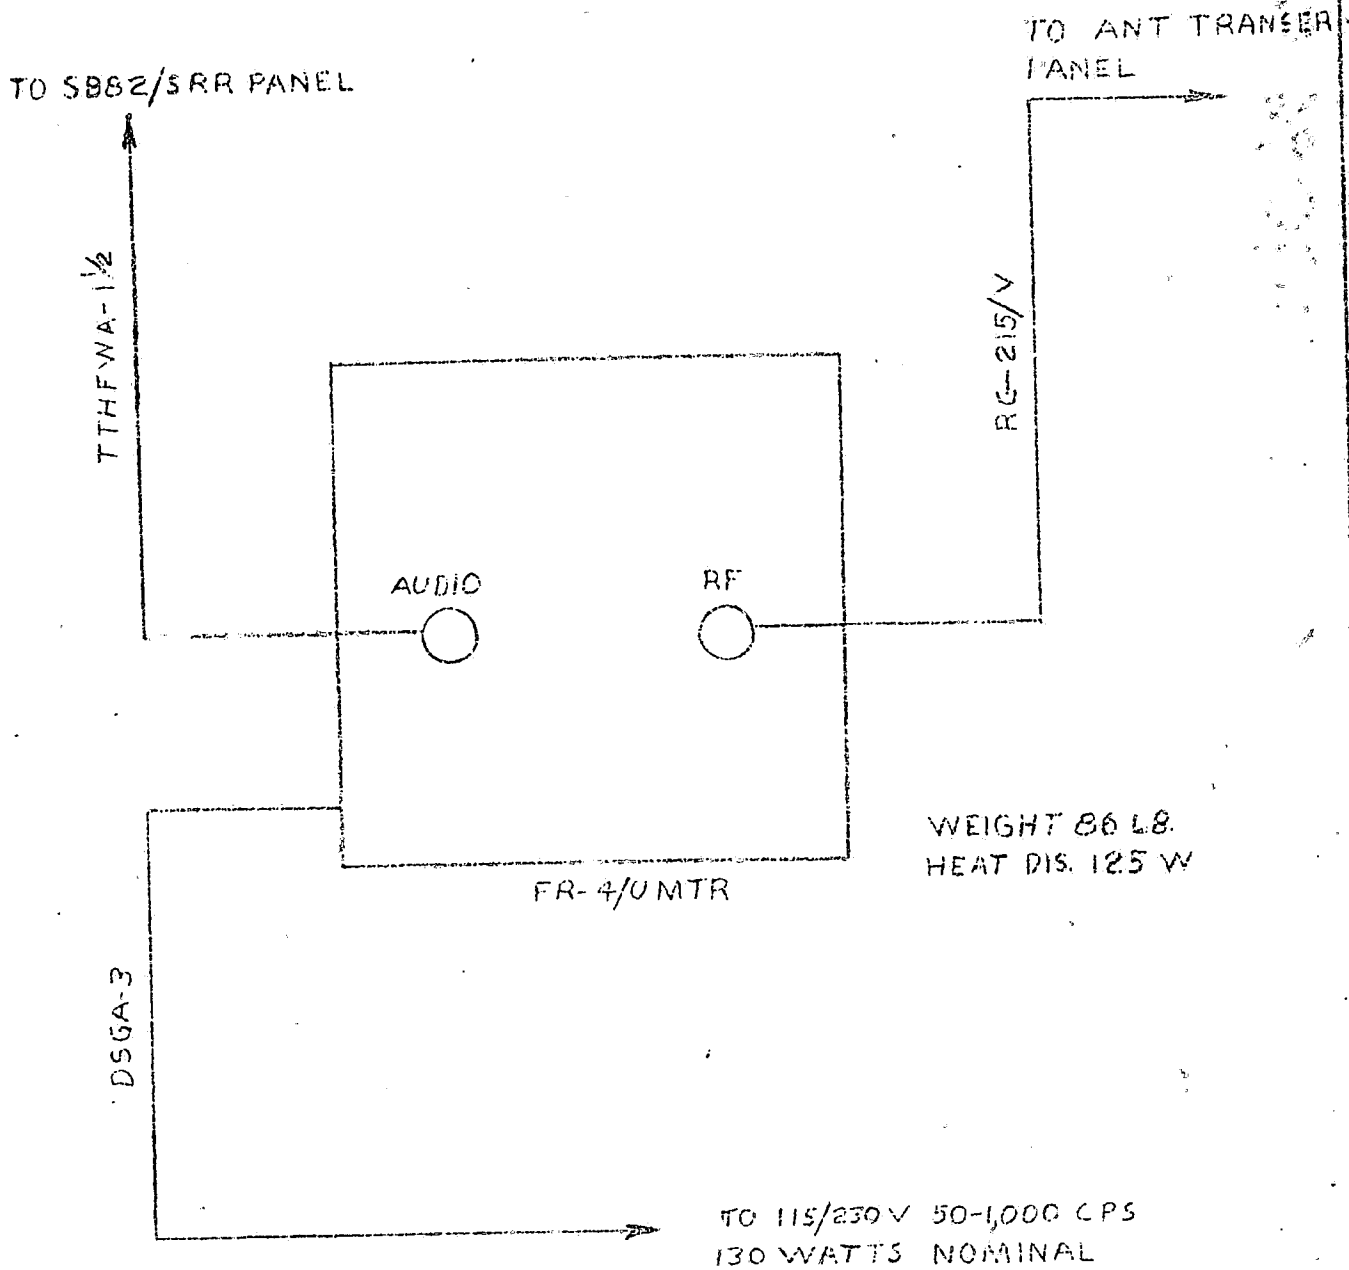 TO ANT TRANSFER
PANEL
TO SB82/SRR PANEL
TTHFWA-1½
RG-215/V
AUDIO
RF
WEIGHT 86 LB.
HEAT DIS. 125 W
FR-4/U MTR
DSGA-3
TO 115/230 V 50-1,000 CPS
130 WATTS NOMINAL